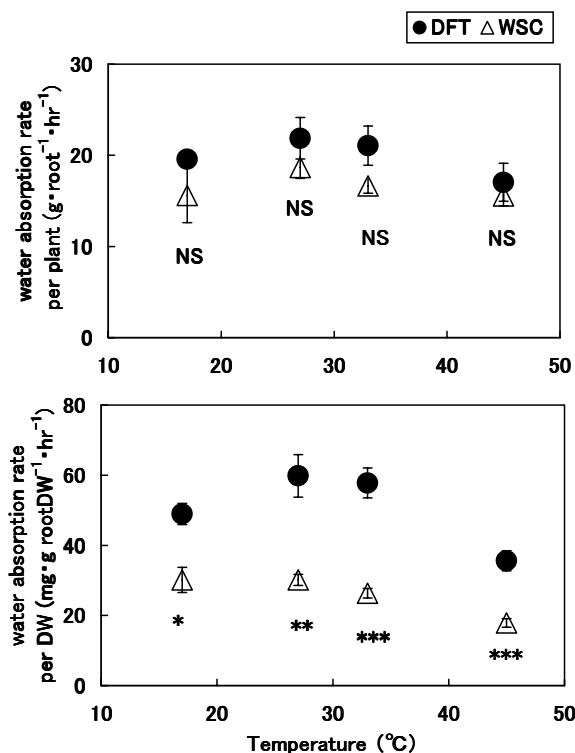 ● DFT △ WSC
30
20
10
0
10 20 30 40 50
water absorption rate
per plant (g・root⁻¹・hr⁻¹)
NS
NS
NS
NS
80
60
40
20
0
10 20 30 40 50
water absorption rate
per DW (mg・g rootDW⁻¹・hr⁻¹)
*
**
***
***
Temperature (℃)